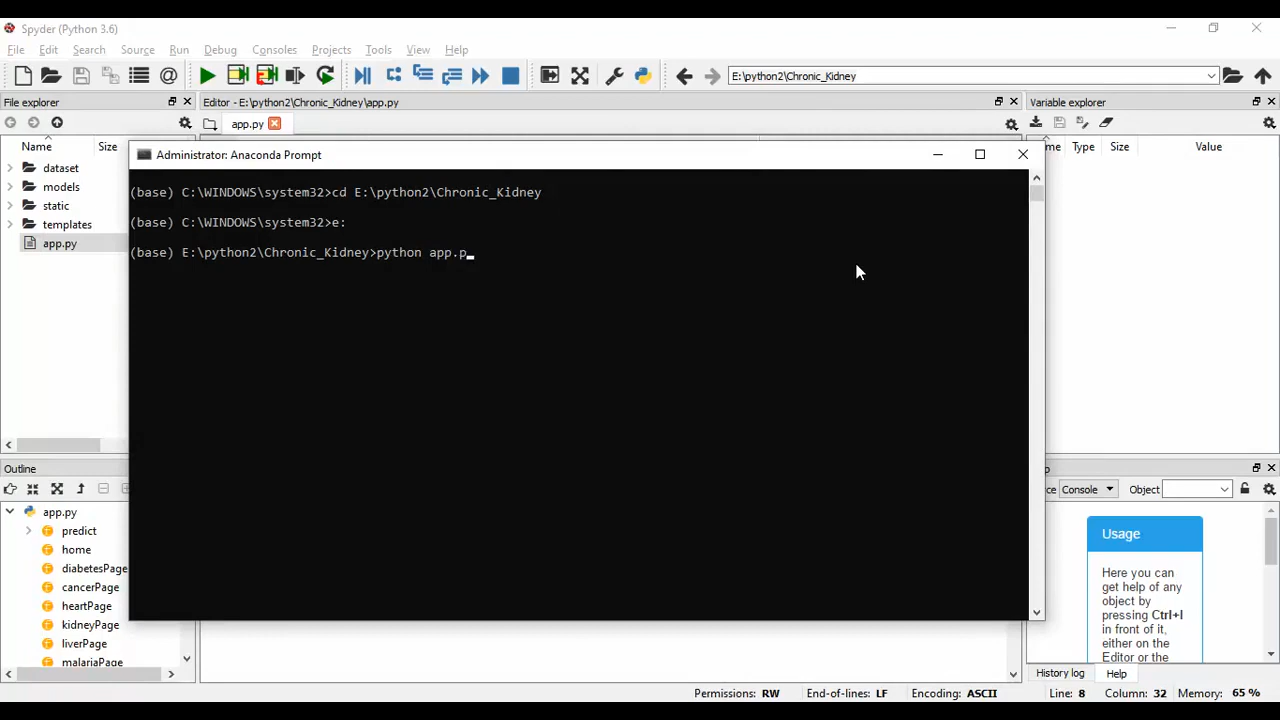 Spyder (Python 3.6)
File Edit Search Source Run Debug Consoles Projects Tools View Help
E:\python2\Chronic_Kidney
File explorer
Editor - E:\python2\Chronic_Kidney\app.py
Variable explorer
app.py
Name Size
me Type Size Value
dataset
models
static
templates
app.py
Administrator: Anaconda Prompt
(base) C:\WINDOWS\system32>cd E:\python2\Chronic_Kidney
(base) C:\WINDOWS\system32>e:
(base) E:\python2\Chronic_Kidney>python app.p_
Outline
app.py
predict
home
diabetesPage
cancerPage
heartPage
kidneyPage
liverPage
malariaPage
p
ce Console Object
Usage
Here you can
get help of any
object by
pressing Ctrl+I
in front of it,
either on the
Editor or the
History log Help
Permissions: RW End-of-lines: LF Encoding: ASCII Line: 8 Column: 32 Memory: 65 %